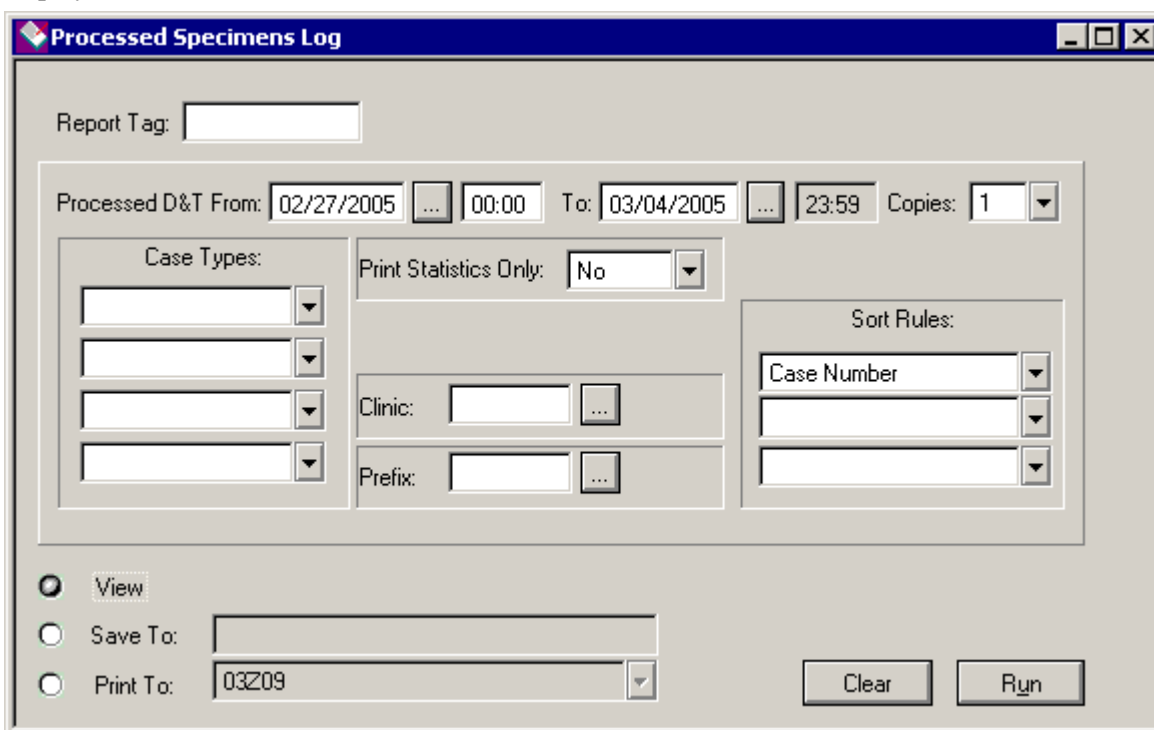 Processed Specimens Log
Report Tag:
Processed D&T From: 02/27/2005 ... 00:00 To: 03/04/2005 ... 23:59 Copies: 1
Case Types:
Print Statistics Only: No
Sort Rules:
Case Number
Clinic: ...
Prefix: ...
View
Save To:
Print To: 03Z09
Clear Run